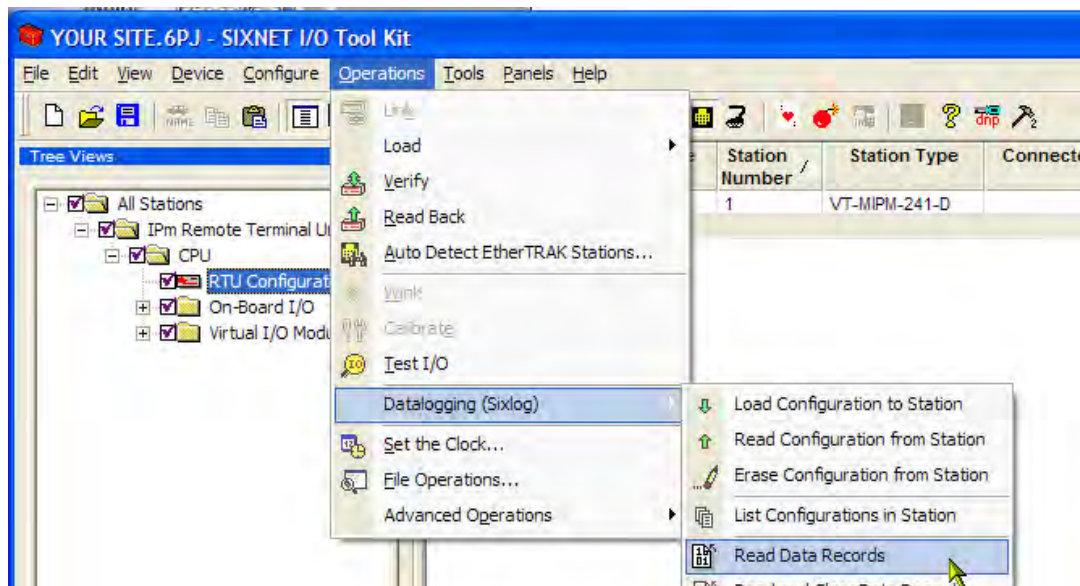 YOUR SITE.6PJ - SIXNET I/O Tool Kit
File Edit View Device Configure Operations Tools Panels Help
dnp
Tree Views
Station Number / Station Type Connect
All Stations
1 VT-MIPM-241-D
IPm Remote Terminal U
CPU
RTU Configurat
On-Board I/O
Virtual I/O Modu
Link
Load
Verify
Read Back
Auto Detect EtherTRAK Stations...
Wink
Calibrate
Test I/O
Datalogging (Sixlog)
Set the Clock...
File Operations...
Advanced Operations
Load Configuration to Station
Read Configuration from Station
Erase Configuration from Station
List Configurations in Station
Read Data Records